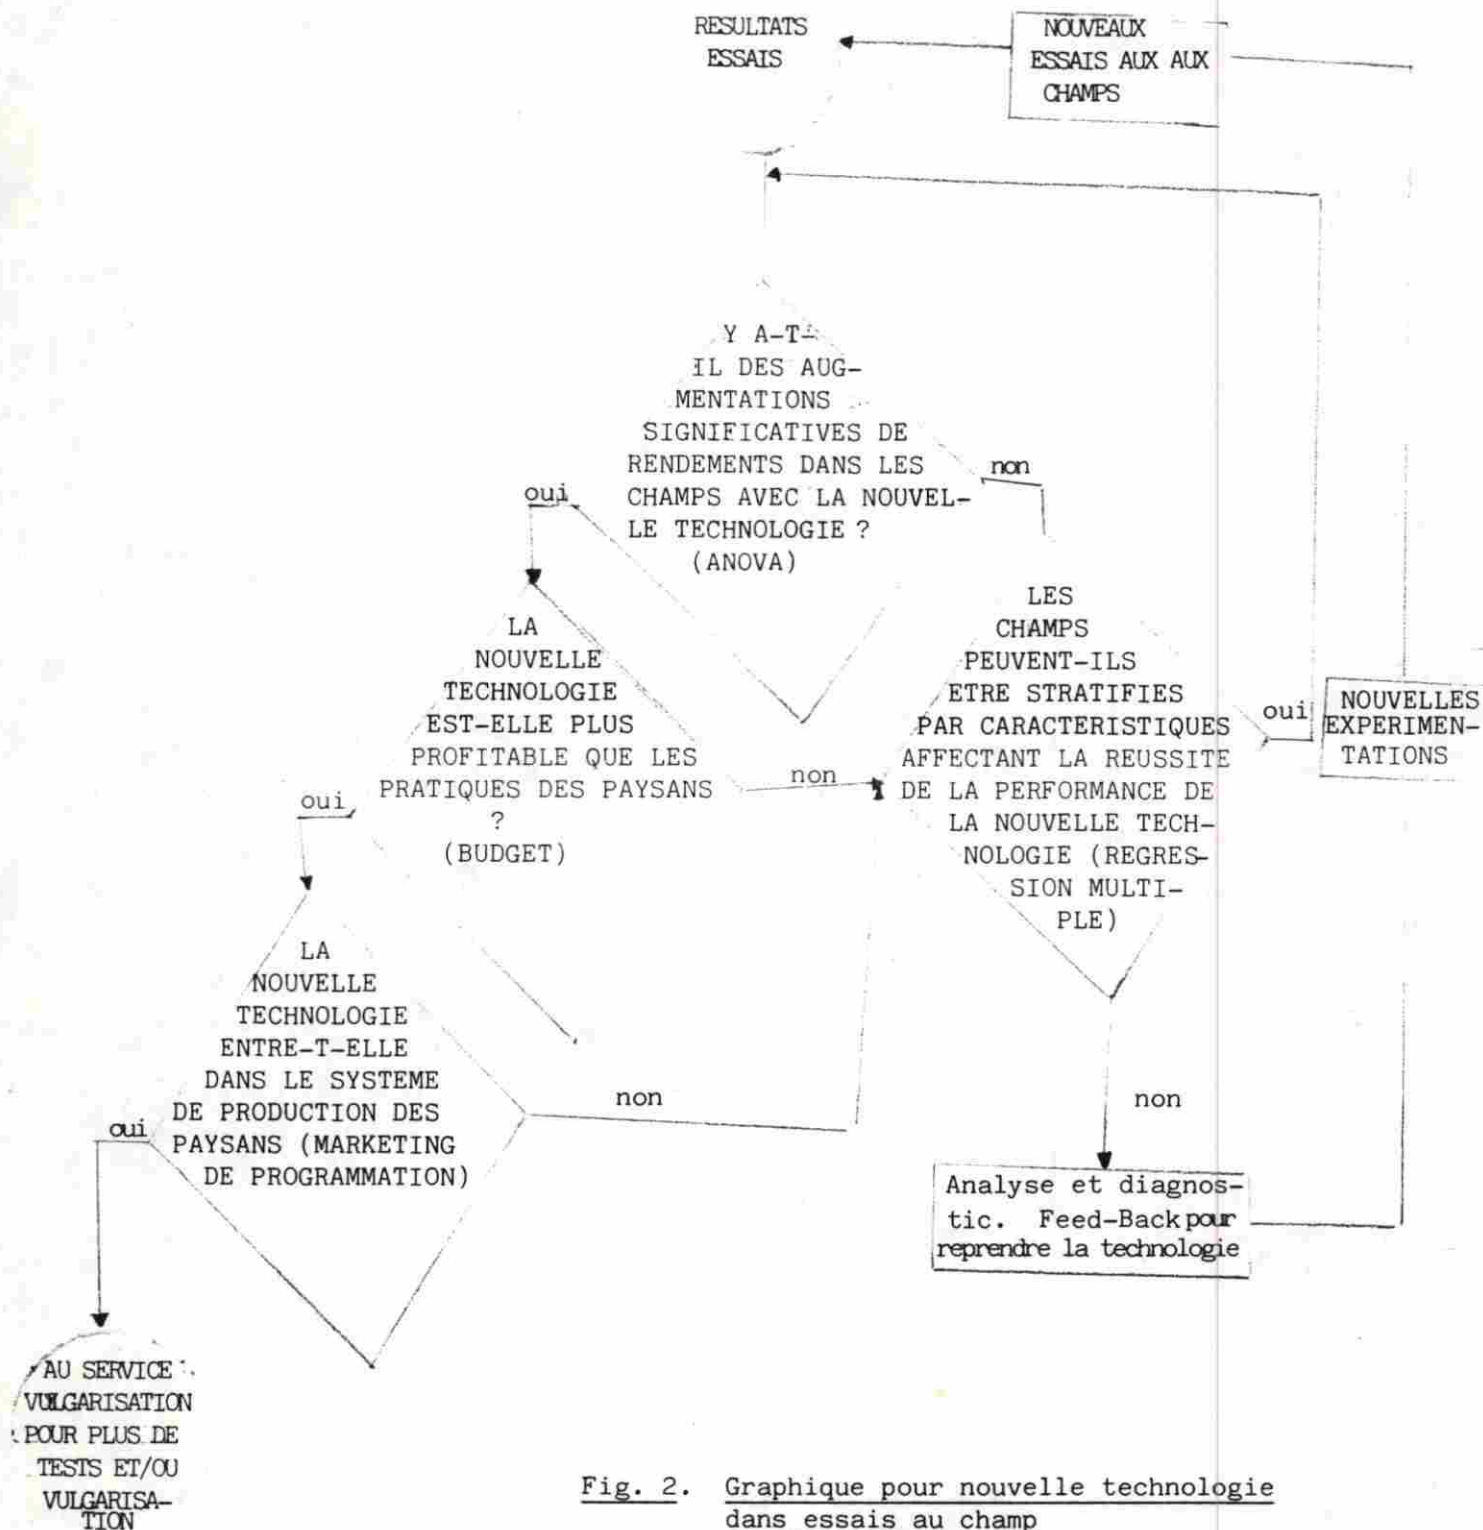 RESULTATS
ESSAIS
NOUVEAUX
ESSAIS AUX AUX
CHAMPS
Y A-T-
IL DES AUG-
MENTATIONS
SIGNIFICATIVES DE
RENDEMENTS DANS LES
CHAMPS AVEC LA NOUVEL-
LE TECHNOLOGIE ?
(ANOVA)
oui
non
LA
NOUVELLE
TECHNOLOGIE
EST-ELLE PLUS
PROFITABLE QUE LES
PRATIQUES DES PAYSANS
?
(BUDGET)
oui
non
LES
CHAMPS
PEUVENT-ILS
ETRE STRATIFIES
PAR CARACTERISTIQUES
AFFECTANT LA REUSSITE
DE LA PERFORMANCE DE
LA NOUVELLE TECH-
NOLOGIE (REGRES-
SION MULTI-
PLE)
oui
NOUVELLES
EXPERIMEN-
TATIONS
LA
NOUVELLE
TECHNOLOGIE
ENTRE-T-ELLE
DANS LE SYSTEME
DE PRODUCTION DES
PAYSANS (MARKETING
DE PROGRAMMATION)
oui
non
non
Analyse et diagnos-
tic. Feed-Back pour
reprendre la technologie
AU SERVICE
VULGARISATION
POUR PLUS DE
TESTS ET/OU
VULGARISA-
TION
Fig. 2. Graphique pour nouvelle technologie
dans essais au champ